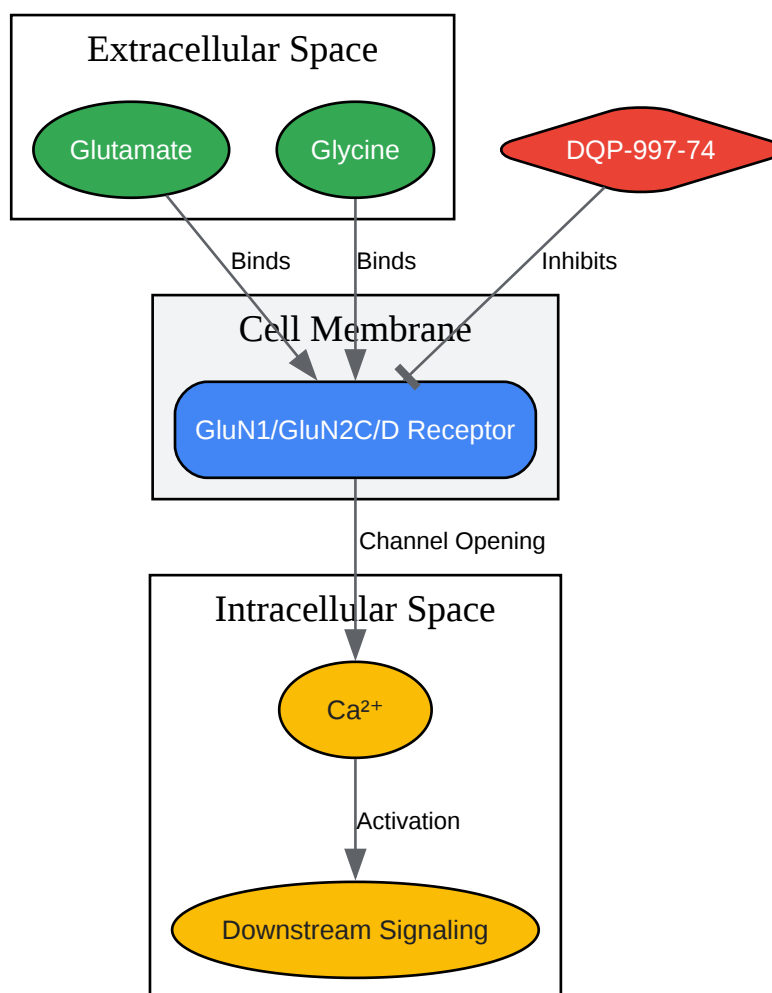 Extracellular Space
Glutamate
Glycine
DQP-997-74
Binds
Binds
Inhibits
Cell Membrane
GluN1/GluN2C/D Receptor
Channel Opening
Intracellular Space
Ca²⁺
Activation
Downstream Signaling